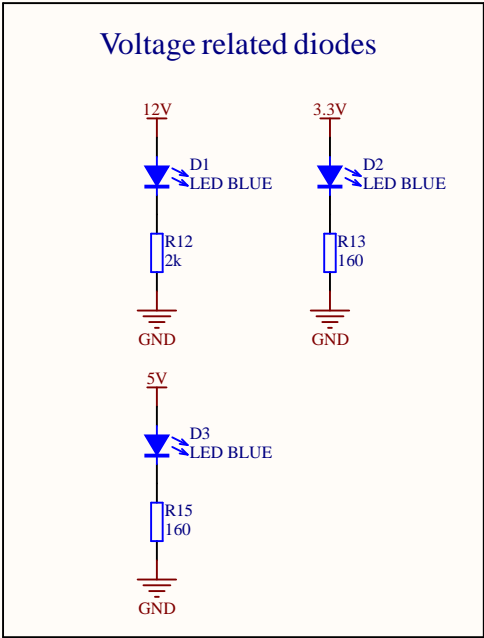 Voltage related diodes
12V
D1
LED BLUE
R12
2k
GND
3.3V
D2
LED BLUE
R13
160
GND
5V
D3
LED BLUE
R15
160
GND